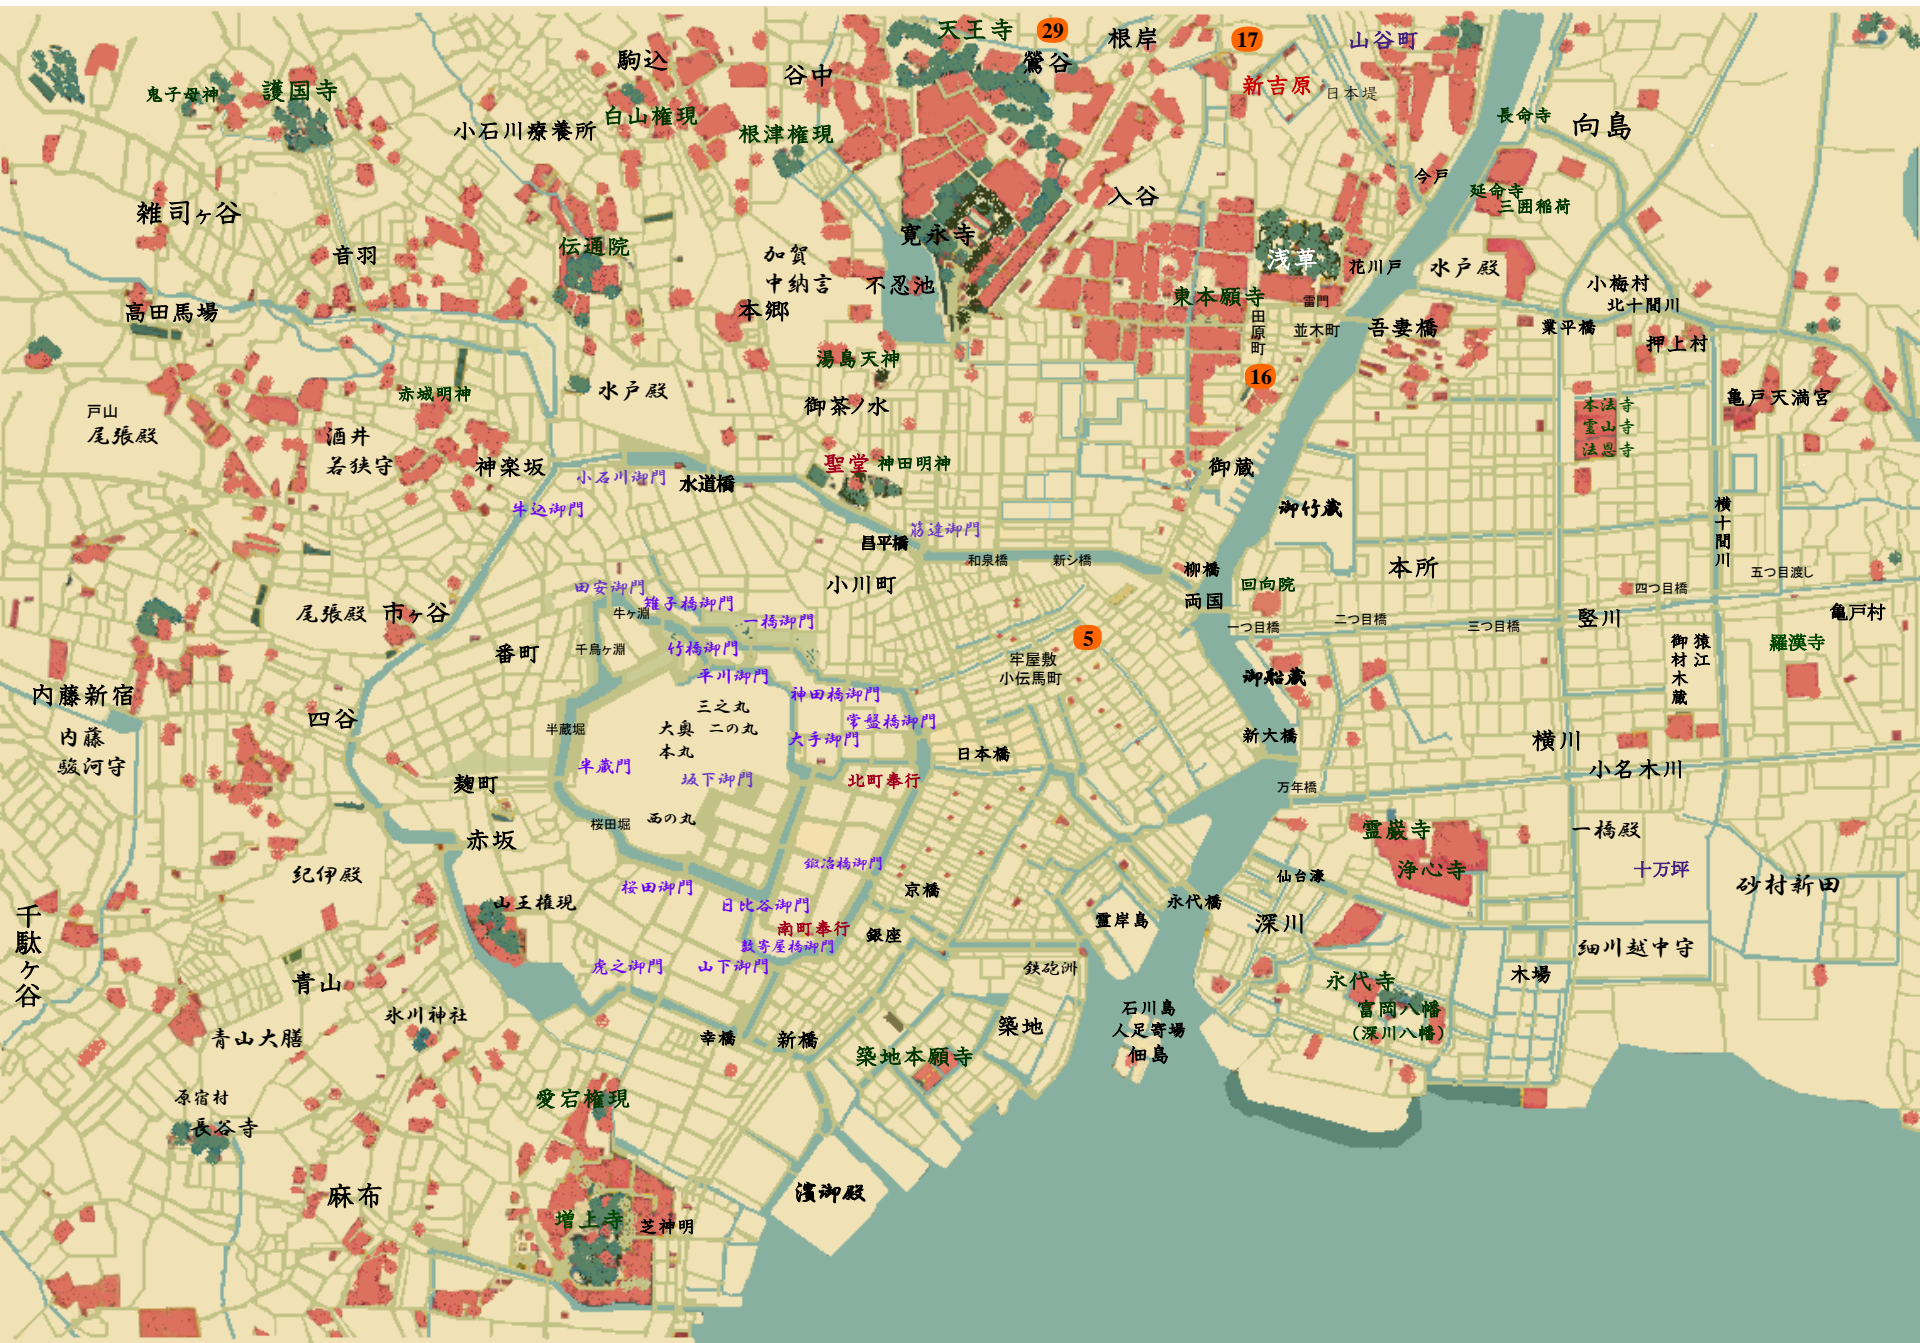 天王寺
29
根岸
17
山谷町
駒込
谷中
鶯谷
新吉原
日本堤
鬼子母神
護国寺
白山権現
小石川療養所
根津権現
長命寺
向島
今戸
延命寺
三囲稲荷
入谷
雑司ヶ谷
音羽
伝通院
加賀
中納言
寛永寺
不忍池
浅草
花川戸
水戸殿
小梅村
北十間川
高田馬場
本郷
東本願寺
雷門
田原町
並木町
吾妻橋
業平橋
押上村
湯島天神
16
赤城明神
水戸殿
御茶ノ水
戸山
尾張殿
酒井
若狭守
神楽坂
本法寺
霊山寺
法恩寺
亀戸天満宮
小石川御門
水道橋
聖堂
神田明神
御蔵
牛込御門
御竹蔵
横十間川
筋違御門
昌平橋
和泉橋
新シ橋
柳橋
本所
五つ目渡し
小川町
回向院
四つ目橋
田安御門
雉子橋御門
牛ヶ淵
一橋御門
両国
一つ目橋
二つ目橋
三つ目橋
竪川
亀戸村
尾張殿
市ヶ谷
5
番町
千鳥ヶ淵
竹橋御門
平川御門
牢屋敷
小伝馬町
御船蔵
猿江
御材木蔵
羅漢寺
内藤新宿
四谷
神田橋御門
三之丸
大奥
二の丸
本丸
常盤橋御門
大手御門
半蔵堀
日本橋
新大橋
横川
内藤
駿河守
半蔵門
坂下御門
北町奉行
小名木川
麹町
万年橋
赤坂
桜田堀
西の丸
霊巌寺
一橋殿
浄心寺
十万坪
砂村新田
紀伊殿
鍛冶橋御門
桜田御門
京橋
仙台濠
山王権現
日比谷御門
永代橋
霊岸島
深川
千駄ヶ谷
南町奉行
数寄屋橋御門
銀座
細川越中守
虎之御門
山下御門
鉄砲洲
木場
青山
永代寺
富岡八幡
(深川八幡)
氷川神社
石川島
人足寄場
佃島
青山大膳
幸橋
新橋
築地
築地本願寺
原宿村
長谷寺
愛宕権現
麻布
濱御殿
増上寺
芝神明